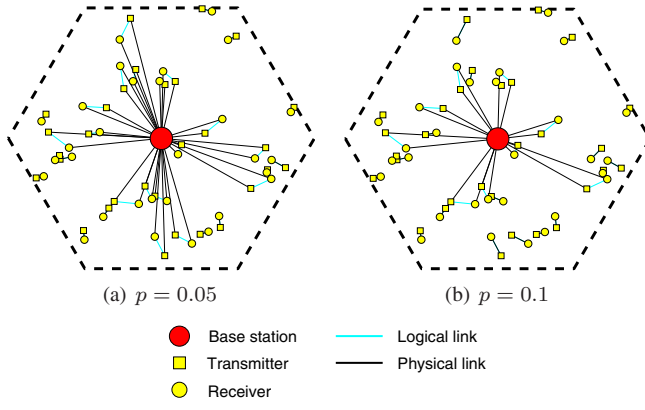 (a) p = 0.05
(b) p = 0.1
Base station
Logical link
Transmitter
Physical link
Receiver